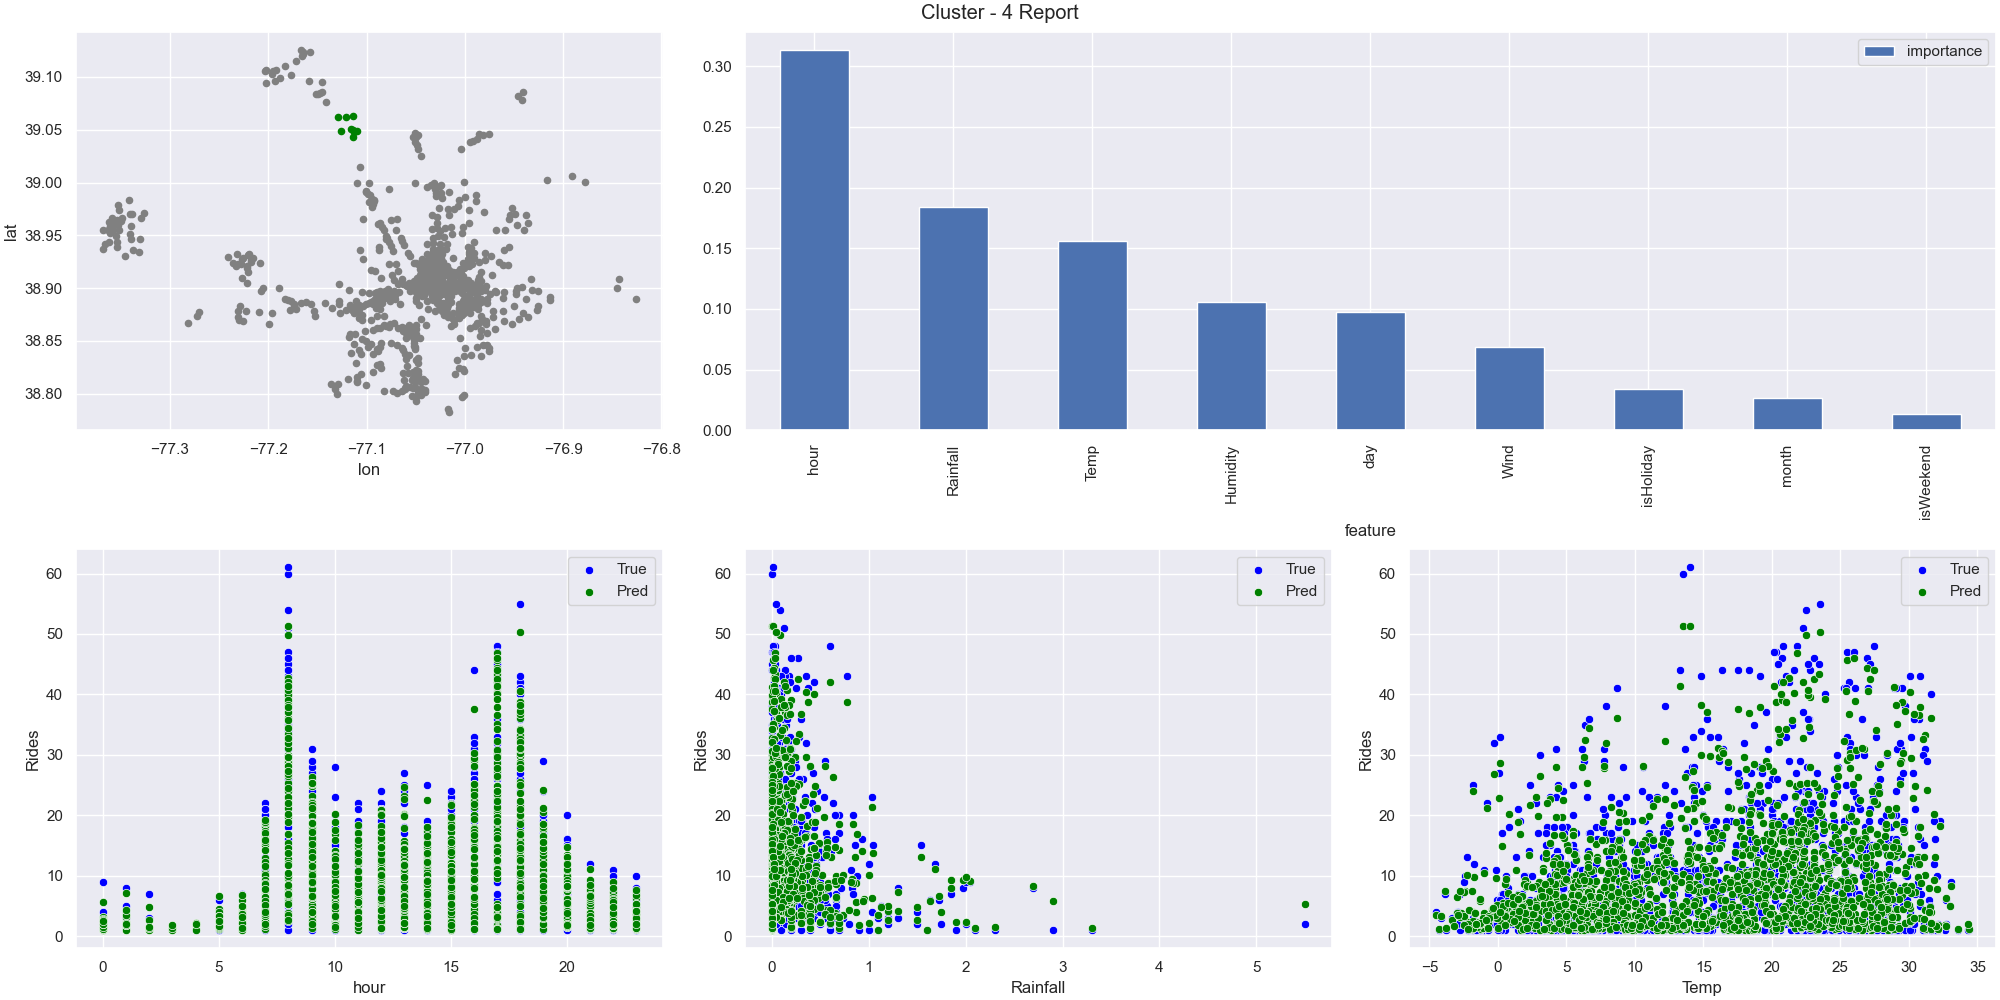 Cluster - 4 Report
39.10
39.05
39.00
38.95
38.90
38.85
38.80
lat
−77.3 −77.2 −77.1 −77.0 −76.9 −76.8
lon
0.30
0.25
0.20
0.15
0.10
0.05
0.00
importance
hour Rainfall Temp Humidity day Wind isHoliday month isWeekend
feature
60
50
40
30
20
10
0
Rides
True
Pred
0 5 10 15 20
hour
60
50
40
30
20
10
0
Rides
True
Pred
0 1 2 3 4 5
Rainfall
60
50
40
30
20
10
0
Rides
True
Pred
−5 0 5 10 15 20 25 30 35
Temp